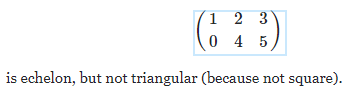 1 2 3
0 4 5
is echelon, but not triangular (because not square).